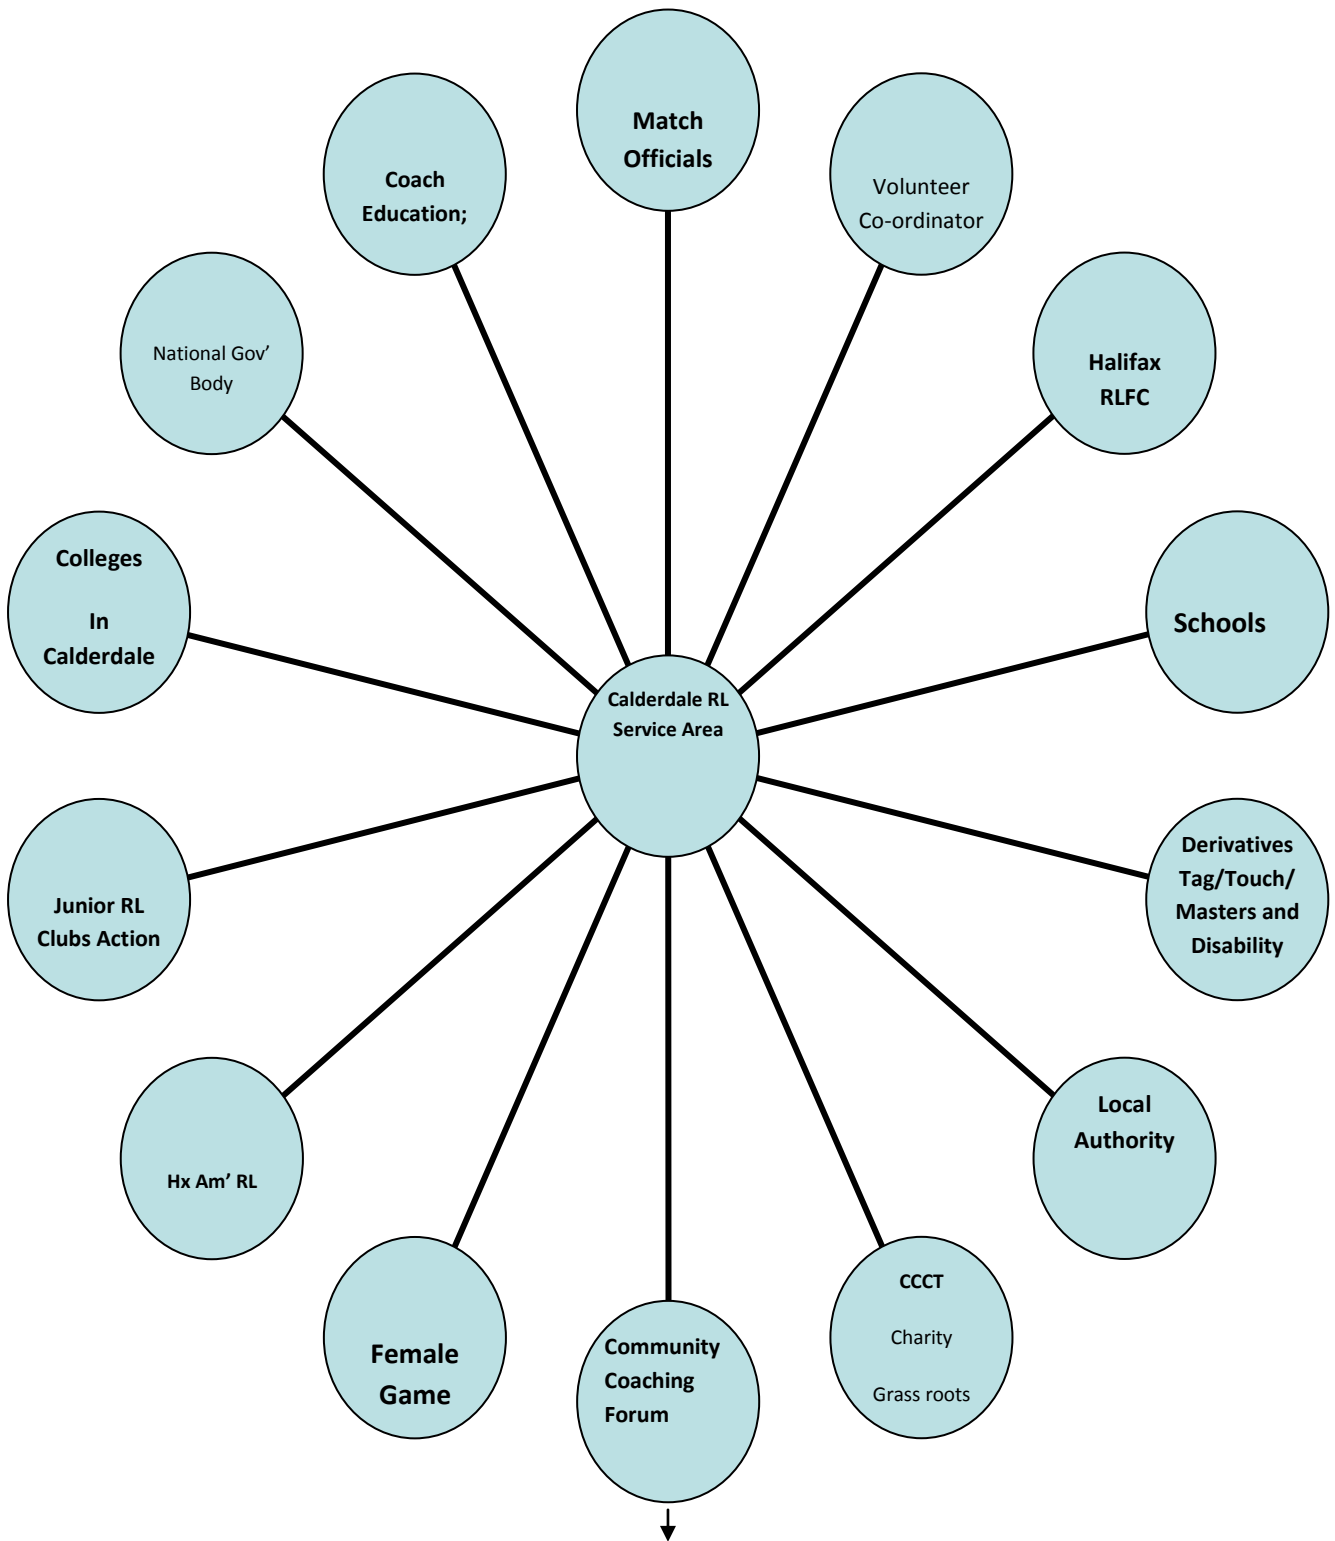 Match
Officials
Coach
Education;
Volunteer
Co-ordinator
National Gov’
Body
Halifax
RLFC
Colleges
In
Calderdale
Schools
Calderdale RL
Service Area
Junior RL
Clubs Action
Derivatives
Tag/Touch/
Masters and
Disability
Hx Am’ RL
Local
Authority
Female
Game
Community
Coaching
Forum
CCCT
Charity
Grass roots